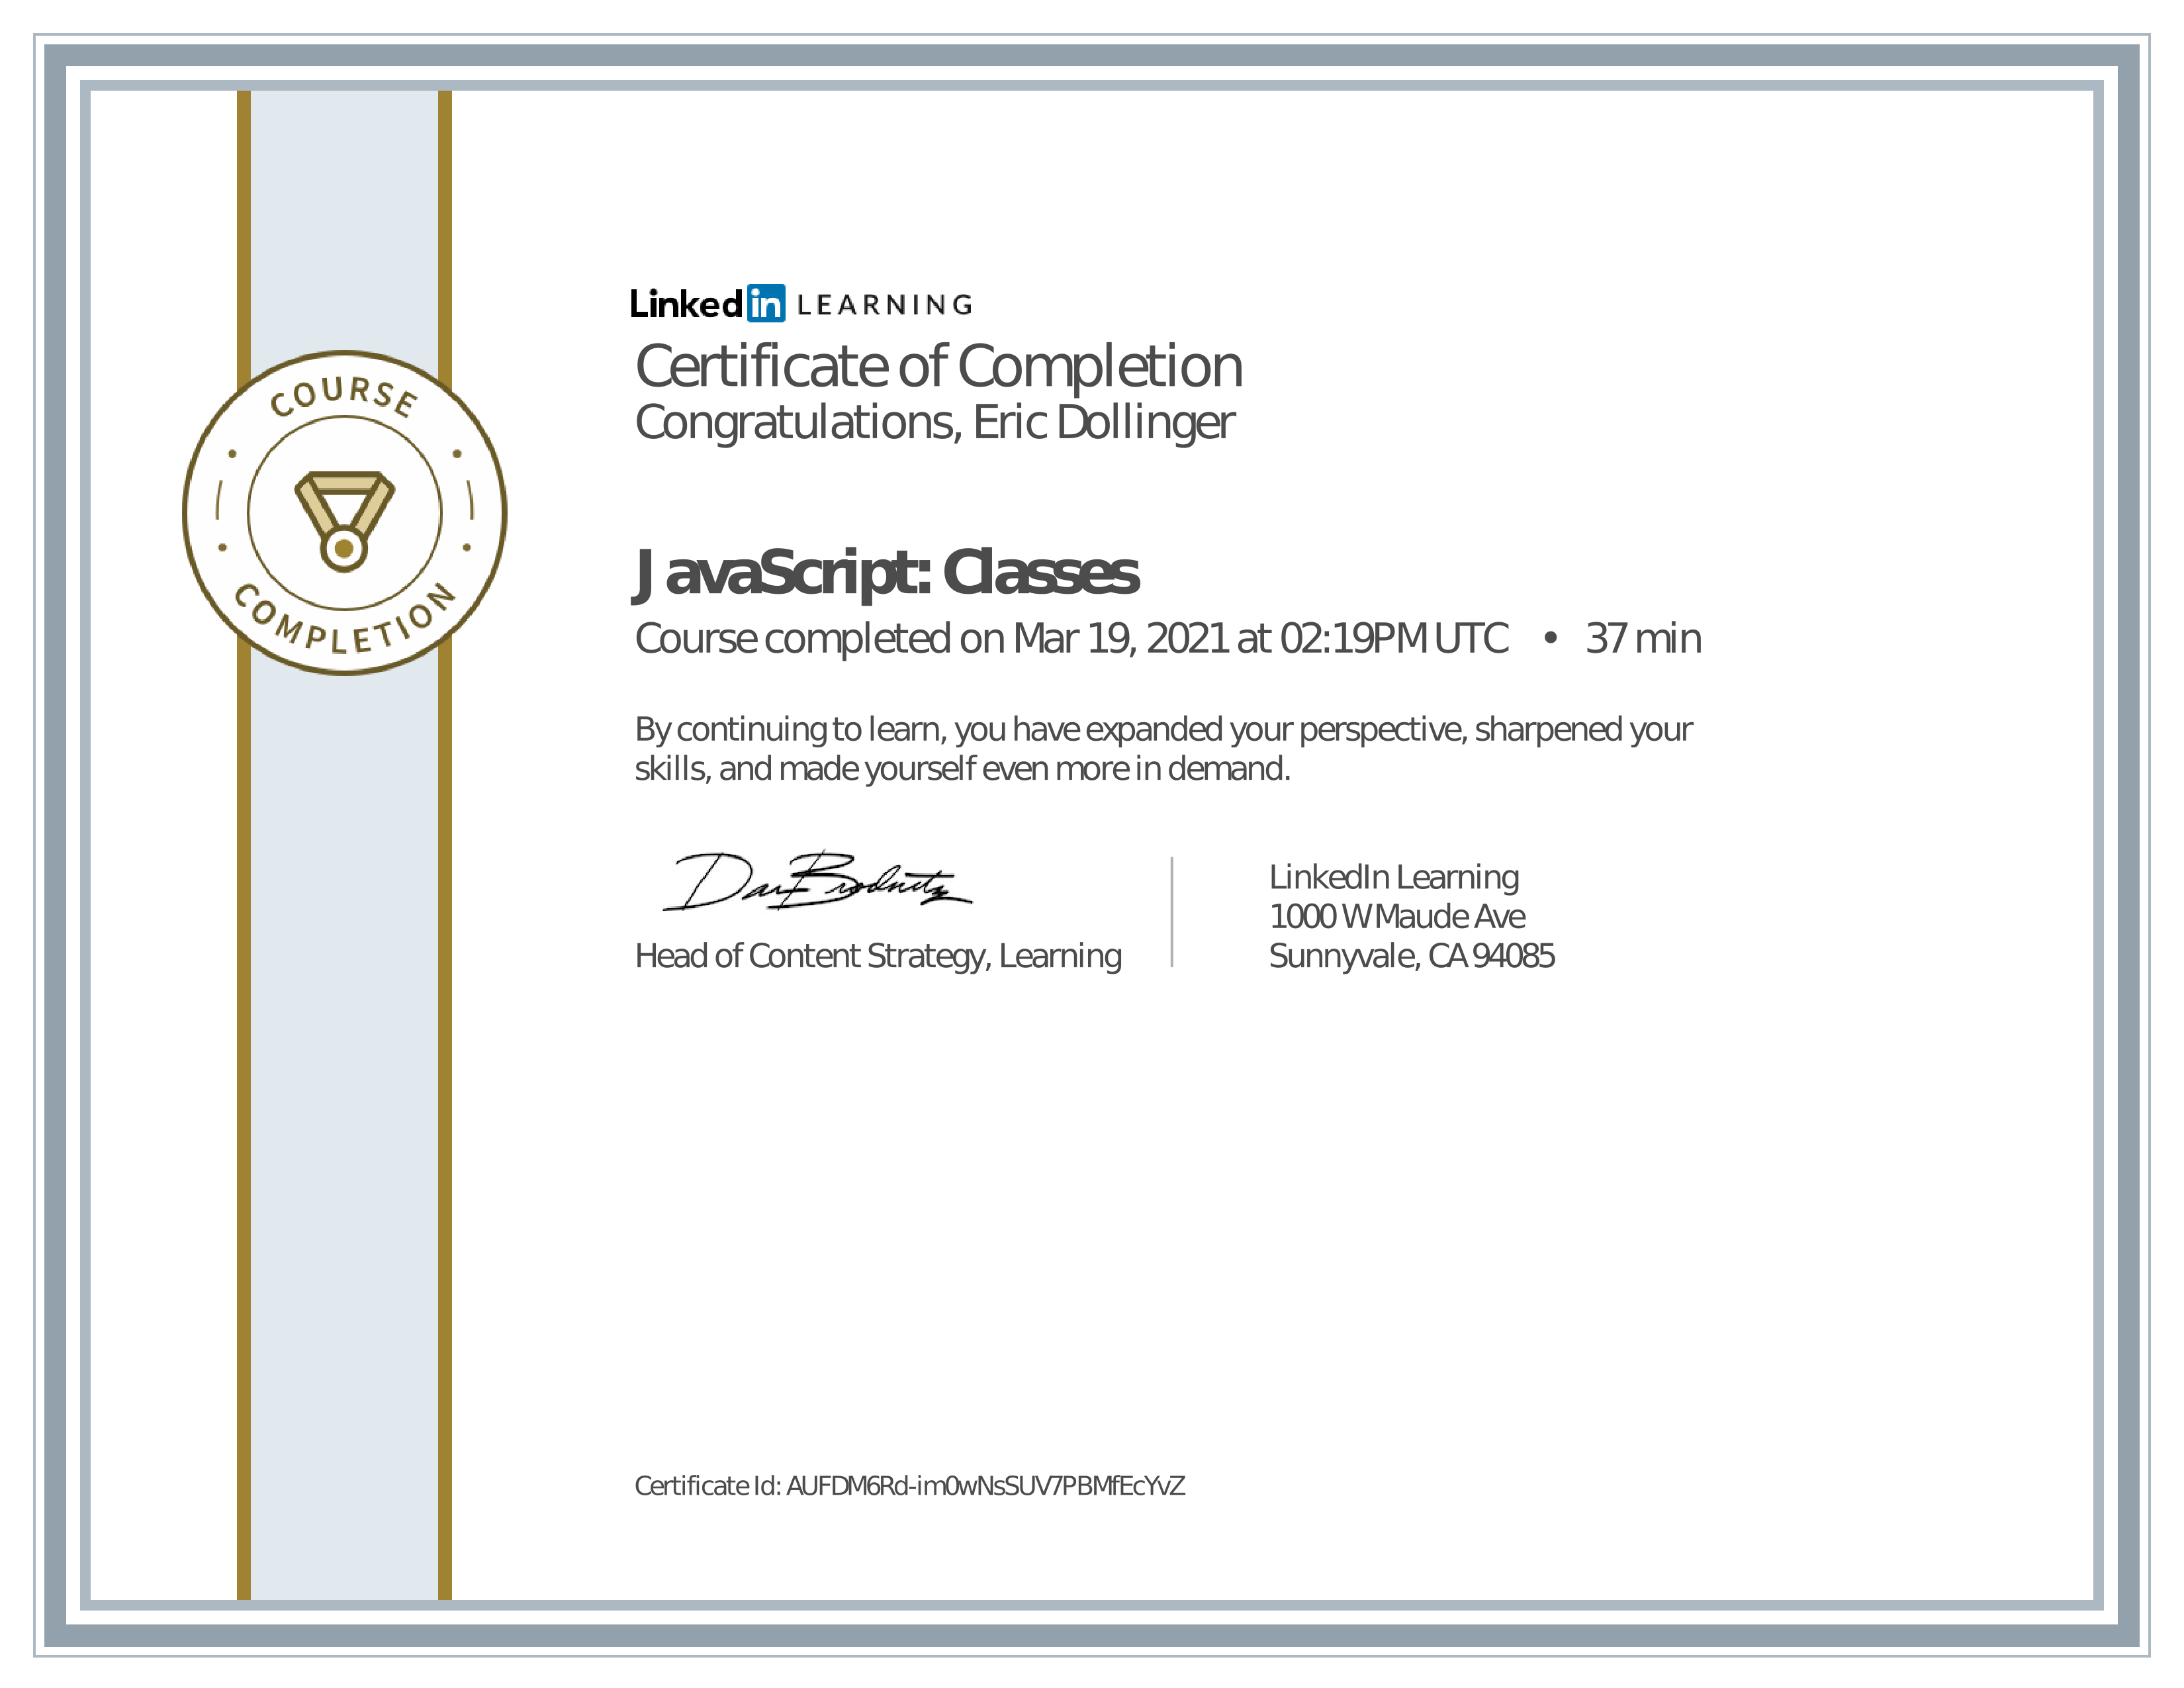 LinkedIn LEARNING
Certificate of Completion
Congratulations, Eric Dollinger
COURSE
COMPLETION
JavaScript: Classes
Course completed on Mar 19, 2021 at 02:19PM UTC • 37 min
By continuing to learn, you have expanded your perspective, sharpened your
skills, and made yourself even more in demand.
Dan Brodnitz
Head of Content Strategy, Learning
LinkedIn Learning
1000 W Maude Ave
Sunnyvale, CA 94085
Certificate Id: AUFDM6Rd-im0wNsSUV7PBMfEcYvZ